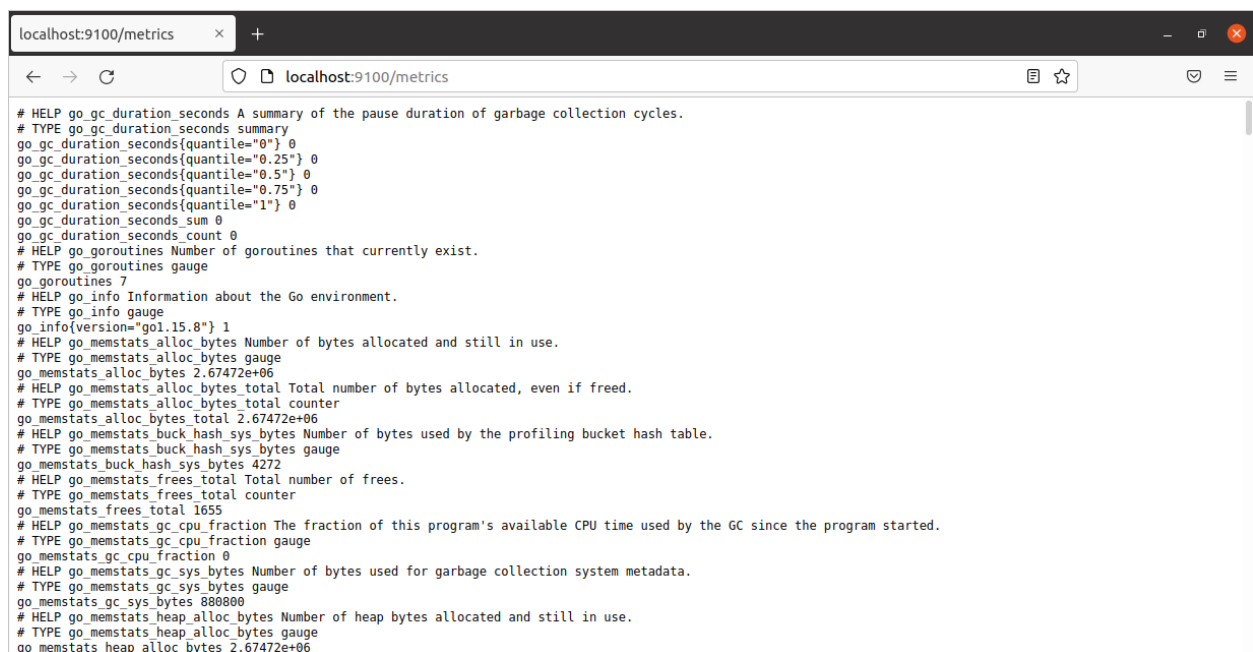 localhost:9100/metrics
localhost:9100/metrics
# HELP go_gc_duration_seconds A summary of the pause duration of garbage collection cycles.
# TYPE go_gc_duration_seconds summary
go_gc_duration_seconds{quantile="0"} 0
go_gc_duration_seconds{quantile="0.25"} 0
go_gc_duration_seconds{quantile="0.5"} 0
go_gc_duration_seconds{quantile="0.75"} 0
go_gc_duration_seconds{quantile="1"} 0
go_gc_duration_seconds_sum 0
go_gc_duration_seconds_count 0
# HELP go_goroutines Number of goroutines that currently exist.
# TYPE go_goroutines gauge
go_goroutines 7
# HELP go_info Information about the Go environment.
# TYPE go_info gauge
go_info{version="go1.15.8"} 1
# HELP go_memstats_alloc_bytes Number of bytes allocated and still in use.
# TYPE go_memstats_alloc_bytes gauge
go_memstats_alloc_bytes 2.67472e+06
# HELP go_memstats_alloc_bytes_total Total number of bytes allocated, even if freed.
# TYPE go_memstats_alloc_bytes_total counter
go_memstats_alloc_bytes_total 2.67472e+06
# HELP go_memstats_buck_hash_sys_bytes Number of bytes used by the profiling bucket hash table.
# TYPE go_memstats_buck_hash_sys_bytes gauge
go_memstats_buck_hash_sys_bytes 4272
# HELP go_memstats_frees_total Total number of frees.
# TYPE go_memstats_frees_total counter
go_memstats_frees_total 1655
# HELP go_memstats_gc_cpu_fraction The fraction of this program's available CPU time used by the GC since the program started.
# TYPE go_memstats_gc_cpu_fraction gauge
go_memstats_gc_cpu_fraction 0
# HELP go_memstats_gc_sys_bytes Number of bytes used for garbage collection system metadata.
# TYPE go_memstats_gc_sys_bytes gauge
go_memstats_gc_sys_bytes 880800
# HELP go_memstats_heap_alloc_bytes Number of heap bytes allocated and still in use.
# TYPE go_memstats_heap_alloc_bytes gauge
go_memstats_heap_alloc_bytes 2.67472e+06